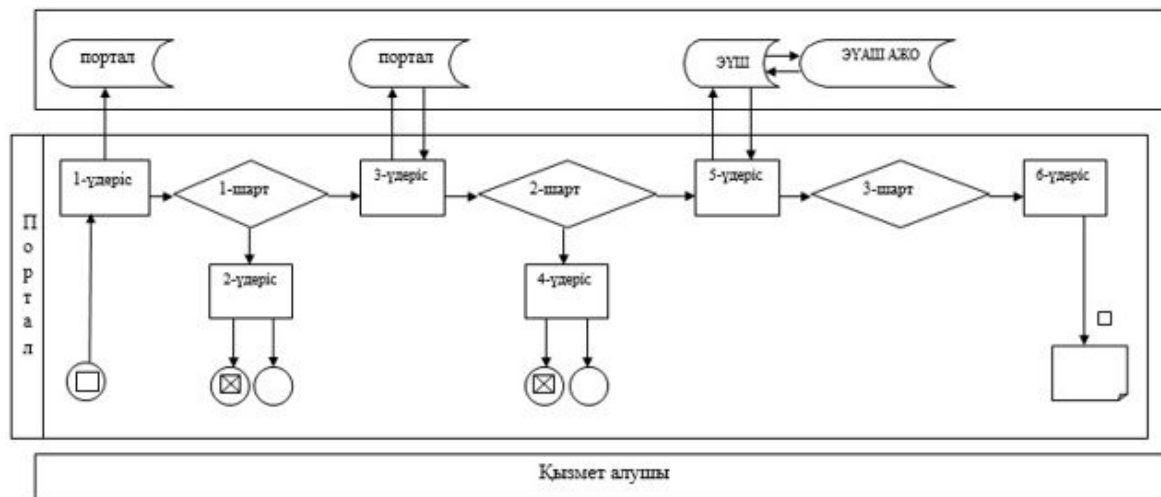 портал
портал
ЭҮШ
ЭҮАШ АЖО
1-үдеріс
1-шарт
3-үдеріс
2-шарт
5-үдеріс
3-шарт
6-үдеріс
Портал
2-үдеріс
4-үдеріс
Қызмет алушы